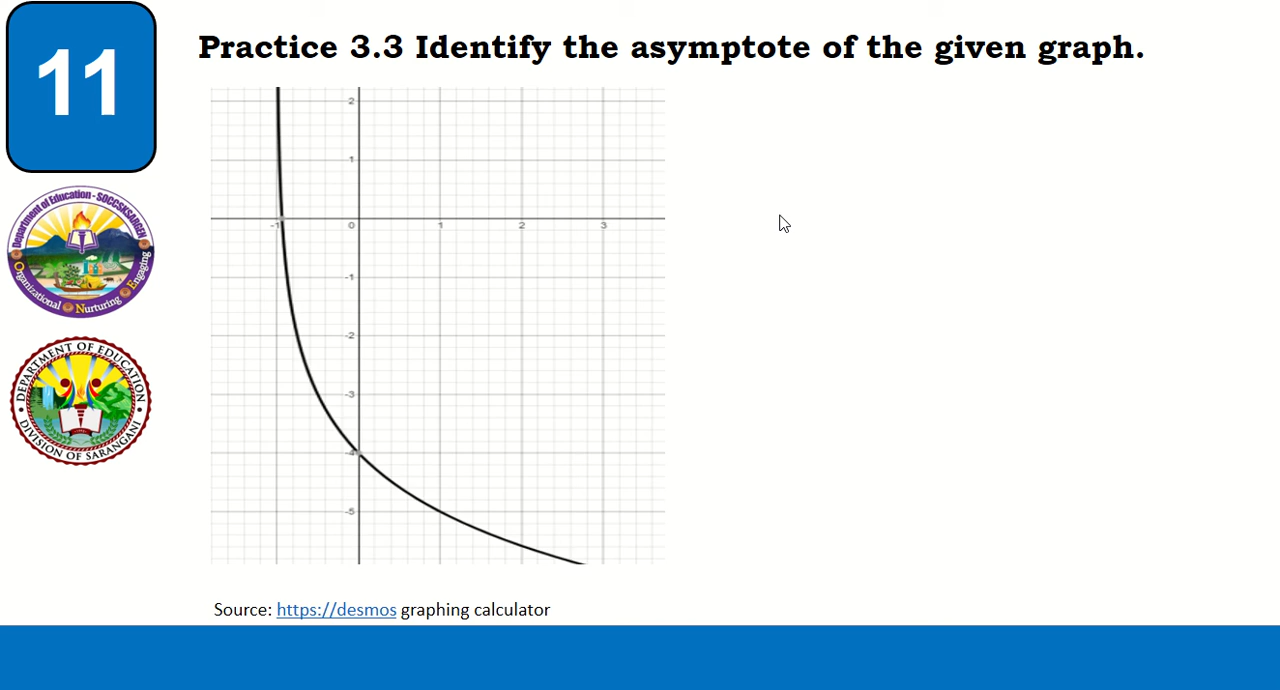 11
Practice 3.3 Identify the asymptote of the given graph.
Department of Education - SOCCSKSARGEN
Organizational Nurturing Engaging
DEPARTMENT OF EDUCATION
DIVISION OF SARANGANI
2
1
-1 0 1 2 3
-1
-2
-3
-4
-5
Source: https://desmos graphing calculator